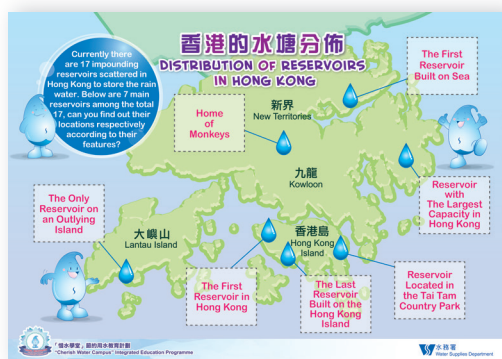 香港的水塘分佈
DISTRIBUTION OF RESERVOIRS
IN HONG KONG
Currently there
are 17 impounding
reservoirs scattered in
Hong Kong to store the rain
water. Below are 7 main
reservoirs among the total
17, can you find out their
locations respectively
according to their
features?
The First
Reservoir
Built on Sea
新界
New Territories
Home
of
Monkeys
九龍
Kowloon
Reservoir
with
The Largest
Capacity in
Hong Kong
The Only
Reservoir on
an Outlying
Island
大嶼山
Lantau Island
香港島
Hong Kong
Island
The First
Reservoir in
Hong Kong
The Last
Reservoir
Built on the
Hong Kong
Island
Reservoir
Located in
the Tai Tam
Country Park
「惜水學堂」綜合用水教育計劃
"Cherish Water Campus" Integrated Education Programme
水務署
Water Supplies Department